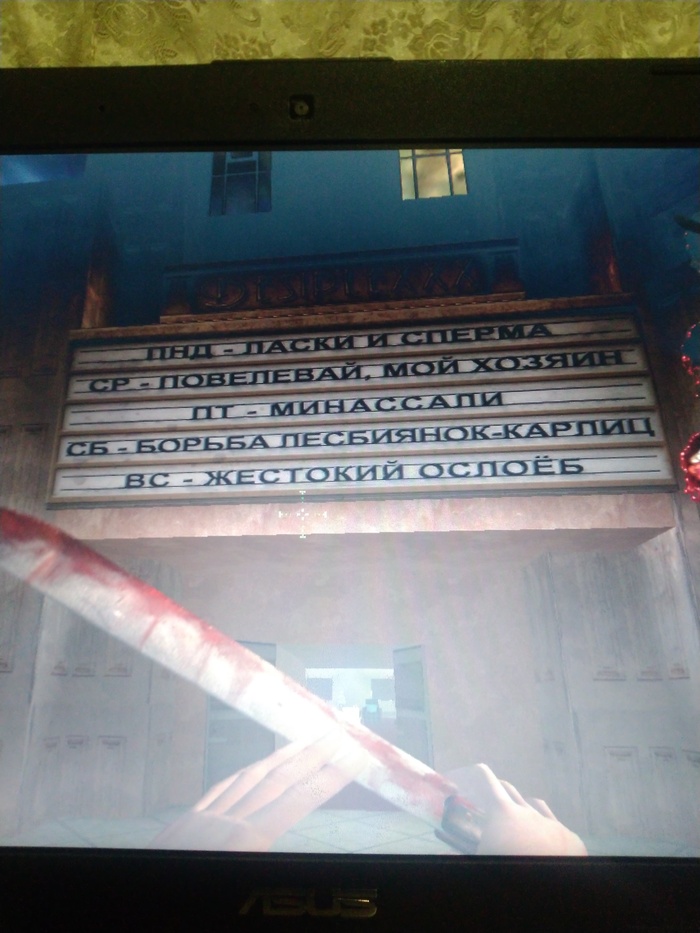 ПНД - ЛАСКИ И СПЕРМА
СР - ПОВЕЛЕВАЙ, МОЙ ХОЗЯИН
ПТ - МИНАССАЛИ
СБ - БОРЬБА ЛЕСБИЯНОК-КАРЛИЦ
ВС - ЖЕСТОКИЙ ОСЛОЁБ
ASUS